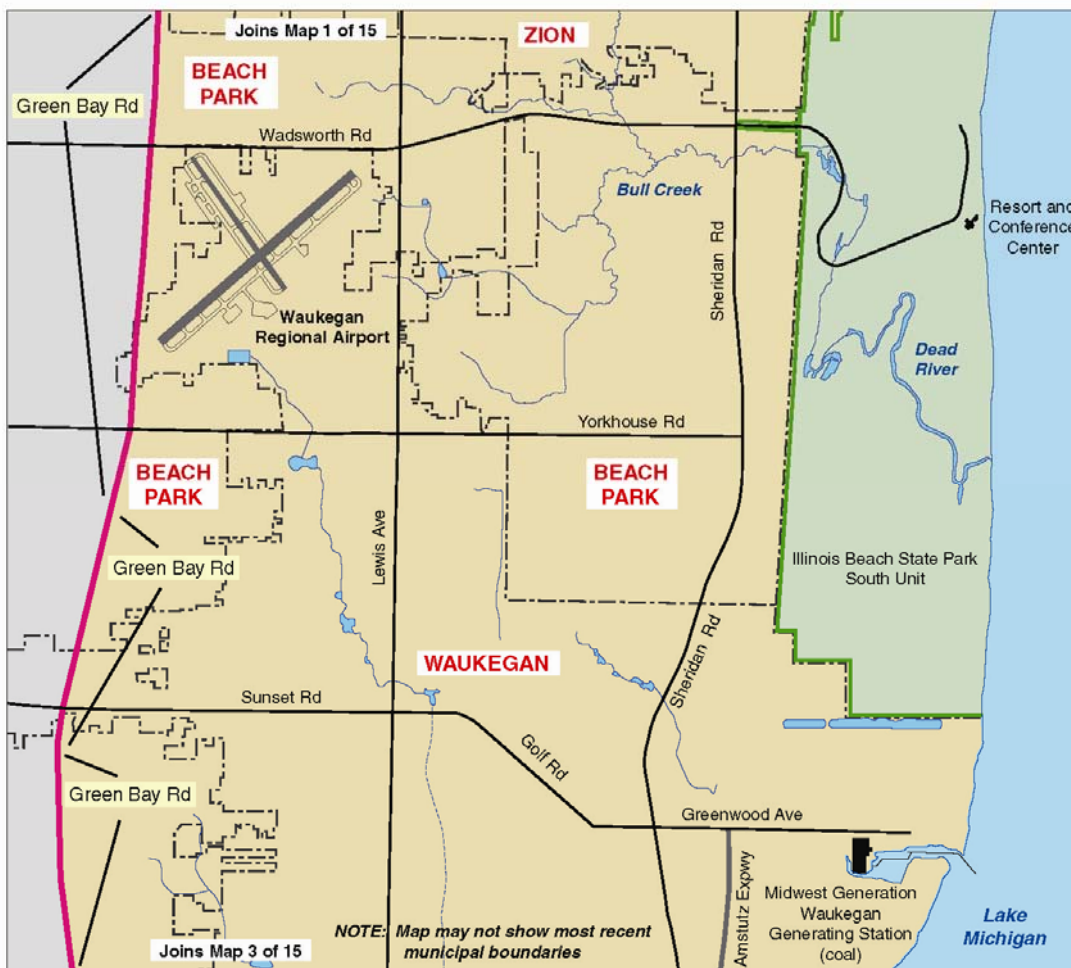 Joins Map 1 of 15
ZION
BEACH
PARK
Green Bay Rd
Wadsworth Rd
Bull Creek
Sheridan Rd
Resort and
Conference
Center
Waukegan
Regional Airport
Dead
River
Yorkhouse Rd
BEACH
PARK
BEACH
PARK
Lewis Ave
Green Bay Rd
Illinois Beach State Park
South Unit
Sheridan Rd
WAUKEGAN
Sunset Rd
Golf Rd
Green Bay Rd
Greenwood Ave
Amstutz Expwy
Midwest Generation
Waukegan
Generating Station
(coal)
Lake
Michigan
NOTE: Map may not show most recent
municipal boundaries
Joins Map 3 of 15